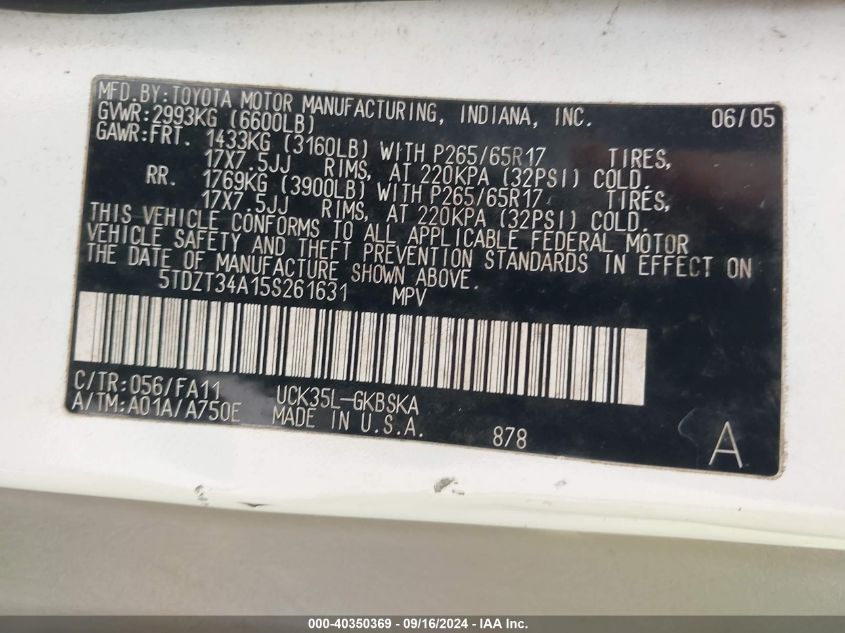 MFD.BY:TOYOTA MOTOR MANUFACTURING, INDIANA, INC. 06/05
GVWR:2993KG (6600LB)
GAWR:FRT. 1433KG (3160LB) WITH P265/65R17 TIRES,
17X7.5JJ RIMS, AT 220KPA (32PSI) COLD.
RR. 1769KG (3900LB) WITH P265/65R17 TIRES,
17X7.5JJ RIMS, AT 220KPA (32PSI) COLD.
THIS VEHICLE CONFORMS TO ALL APPLICABLE FEDERAL MOTOR
VEHICLE SAFETY AND THEFT PREVENTION STANDARDS IN EFFECT ON
THE DATE OF MANUFACTURE SHOWN ABOVE.
5TDZT34A15S261631 MPV
C/TR:056/FA11 UCK35L-GKBSKA
A/TM:A01A/A750E MADE IN U.S.A. 878 A
000-40350369 - 09/16/2024 - IAAI.com